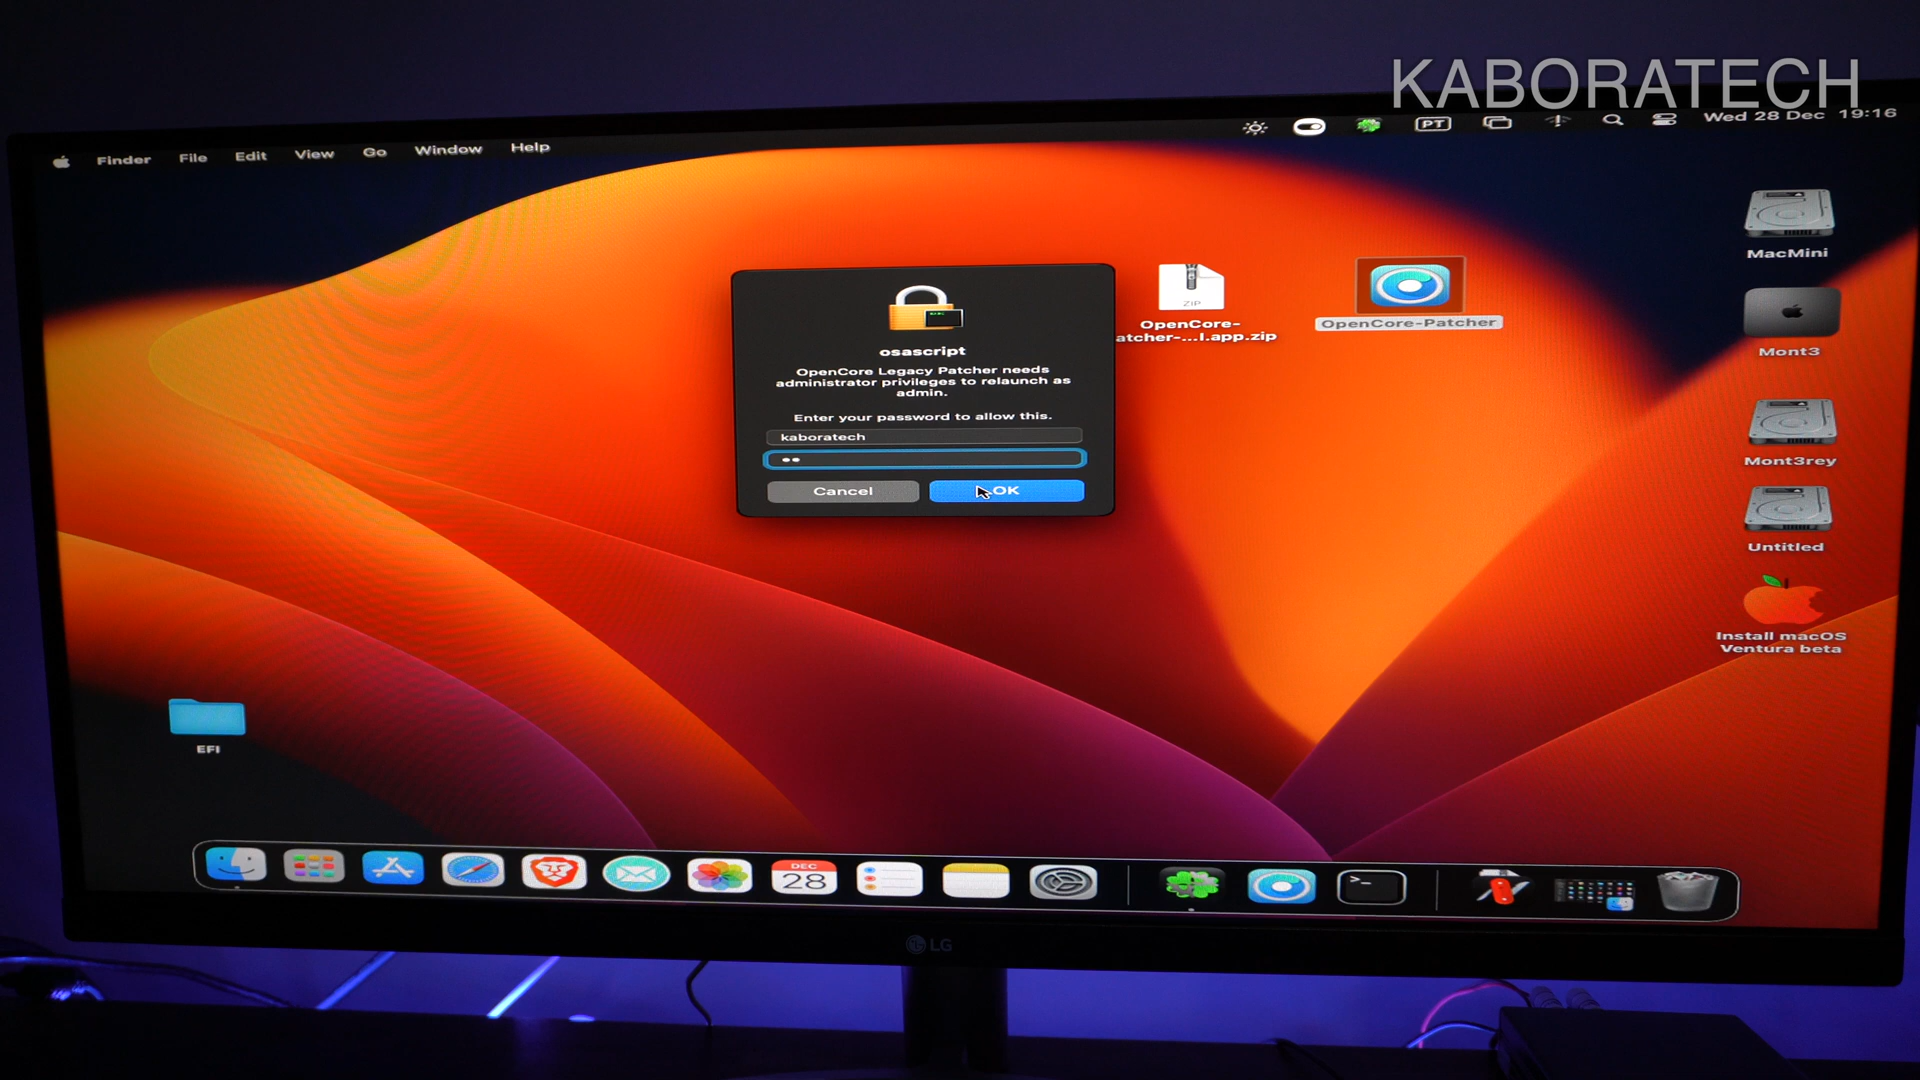 KABORATECH
Finder File Edit View Go Window Help
PT Wed 28 Dec 19:16
MacMini
Mont3
Mont3rey
Untitled
Install macOS
Ventura beta
ZIP
OpenCore-
atcher-...l.app.zip
OpenCore-Patcher
osascript
OpenCore Legacy Patcher needs
administrator privileges to relaunch as
admin.
Enter your password to allow this.
kaboratech
Cancel OK
EFI
DEC
28
LG